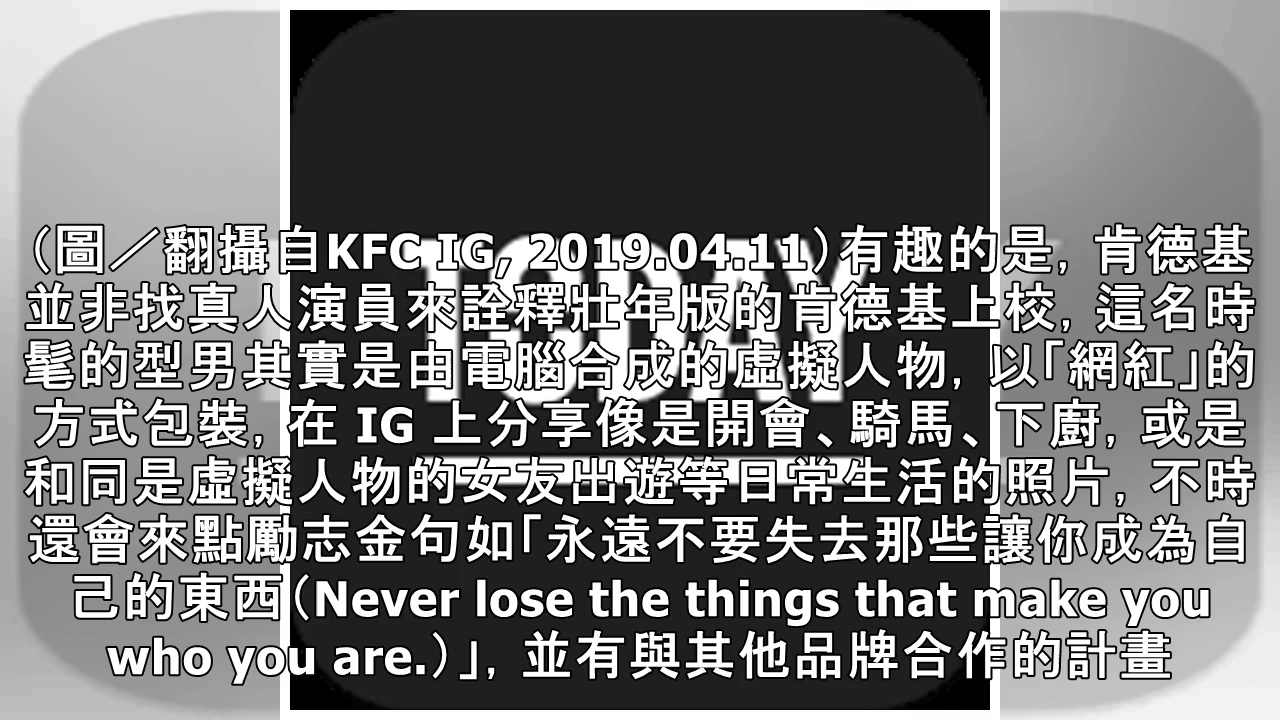 （圖／翻攝自KFC IG, 2019.04.11）有趣的是，肯德基
並非找真人演員來詮釋壯年版的肯德基上校，這名時
髦的型男其實是由電腦合成的虛擬人物，以「網紅」的
方式包裝，在 IG 上分享像是開會、騎馬、下廚，或是
和同是虛擬人物的女友出遊等日常生活的照片，不時
還會來點勵志金句如「永遠不要失去那些讓你成為自
己的東西（Never lose the things that make you
who you are.）」，並有與其他品牌合作的計畫
TODAY